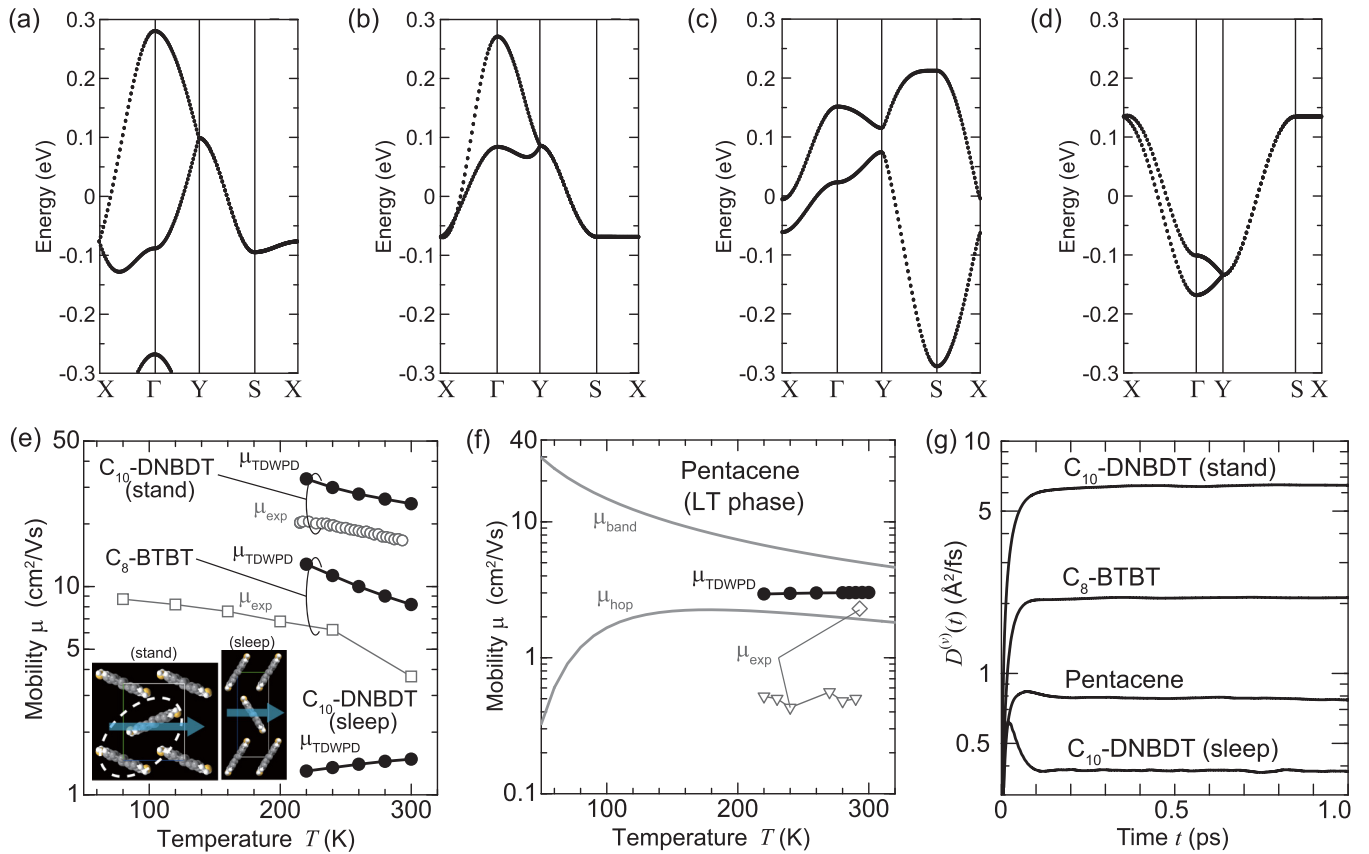 (a)
0.3
0.2
0.1
0
-0.1
-0.2
-0.3
Energy (eV)
X Γ Y S X
(b)
0.3
0.2
0.1
0
-0.1
-0.2
-0.3
Energy (eV)
X Γ Y S X
(c)
0.3
0.2
0.1
0
-0.1
-0.2
-0.3
Energy (eV)
X Γ Y S X
(d)
0.3
0.2
0.1
0
-0.1
-0.2
-0.3
Energy (eV)
X Γ Y S X
(e)
50
10
5
1
Mobility μ (cm²/Vs)
C₁₀-DNBDT
(stand)
μTDWPD
μexp
C₈-BTBT
μTDWPD
μexp
(stand)
(sleep)
C₁₀-DNBDT
(sleep)
μTDWPD
100 200 300
Temperature T (K)
(f)
40
10
1
0.1
Mobility μ (cm²/Vs)
Pentacene
(LT phase)
μband
μTDWPD
μhop
μexp
100 200 300
Temperature T (K)
(g)
10
5
1
0.5
D⁽ᵛ⁾(t) (Å²/fs)
C₁₀-DNBDT (stand)
C₈-BTBT
Pentacene
C₁₀-DNBDT (sleep)
0 0.5 1.0
Time t (ps)